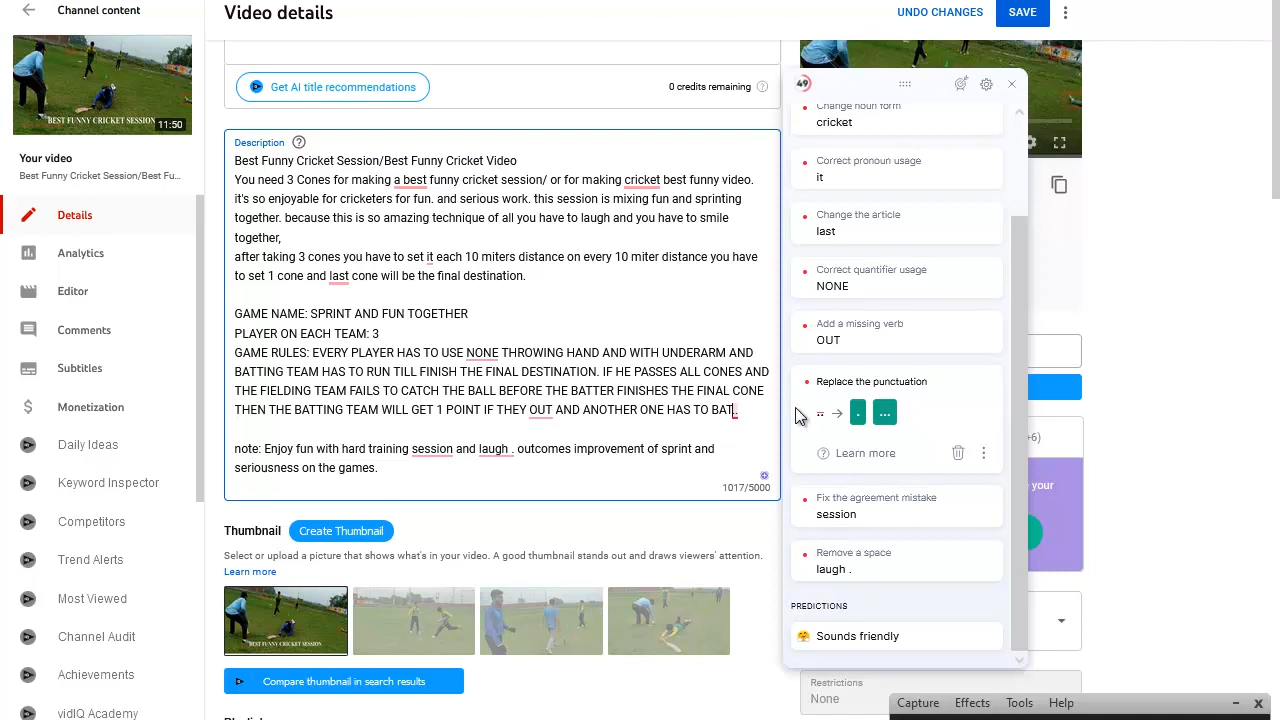 Channel content
Video details
UNDO CHANGES
SAVE
BEST FUNNY CRICKET SESSION
11:50
Your video
Best Funny Cricket Session/Best Fu...
Details
Analytics
Editor
Comments
Subtitles
Monetization
Daily Ideas
Keyword Inspector
Competitors
Trend Alerts
Most Viewed
Channel Audit
Achievements
vidIQ Academy
Get AI title recommendations
0 credits remaining
Description
Best Funny Cricket Session/Best Funny Cricket Video
You need 3 Cones for making a best funny cricket session/ or for making cricket best funny video.
it's so enjoyable for cricketers for fun. and serious work. this session is mixing fun and sprinting
together. because this is so amazing technique of all you have to laugh and you have to smile
together,
after taking 3 cones you have to set it each 10 miters distance on every 10 miter distance you have
to set 1 cone and last cone will be the final destination.
GAME NAME: SPRINT AND FUN TOGETHER
PLAYER ON EACH TEAM: 3
GAME RULES: EVERY PLAYER HAS TO USE NONE THROWING HAND AND WITH UNDERARM AND
BATTING TEAM HAS TO RUN TILL FINISH THE FINAL DESTINATION. IF HE PASSES ALL CONES AND
THE FIELDING TEAM FAILS TO CATCH THE BALL BEFORE THE BATTER FINISHES THE FINAL CONE
THEN THE BATTING TEAM WILL GET 1 POINT IF THEY OUT AND ANOTHER ONE HAS TO BAT..
note: Enjoy fun with hard training session and laugh . outcomes improvement of sprint and
seriousness on the games.
1017/5000
Thumbnail
Create Thumbnail
Select or upload a picture that shows what's in your video. A good thumbnail stands out and draws viewers' attention.
Learn more
BEST FUNNY CRICKET SESSION
Compare thumbnail in search results
49
Change noun form
cricket
Correct pronoun usage
it
Change the article
last
Correct quantifier usage
NONE
Add a missing verb
OUT
Replace the punctuation
.. → . ...
Learn more
Fix the agreement mistake
session
Remove a space
laugh .
PREDICTIONS
Sounds friendly
+6)
your
Restrictions
None
Capture
Effects
Tools
Help